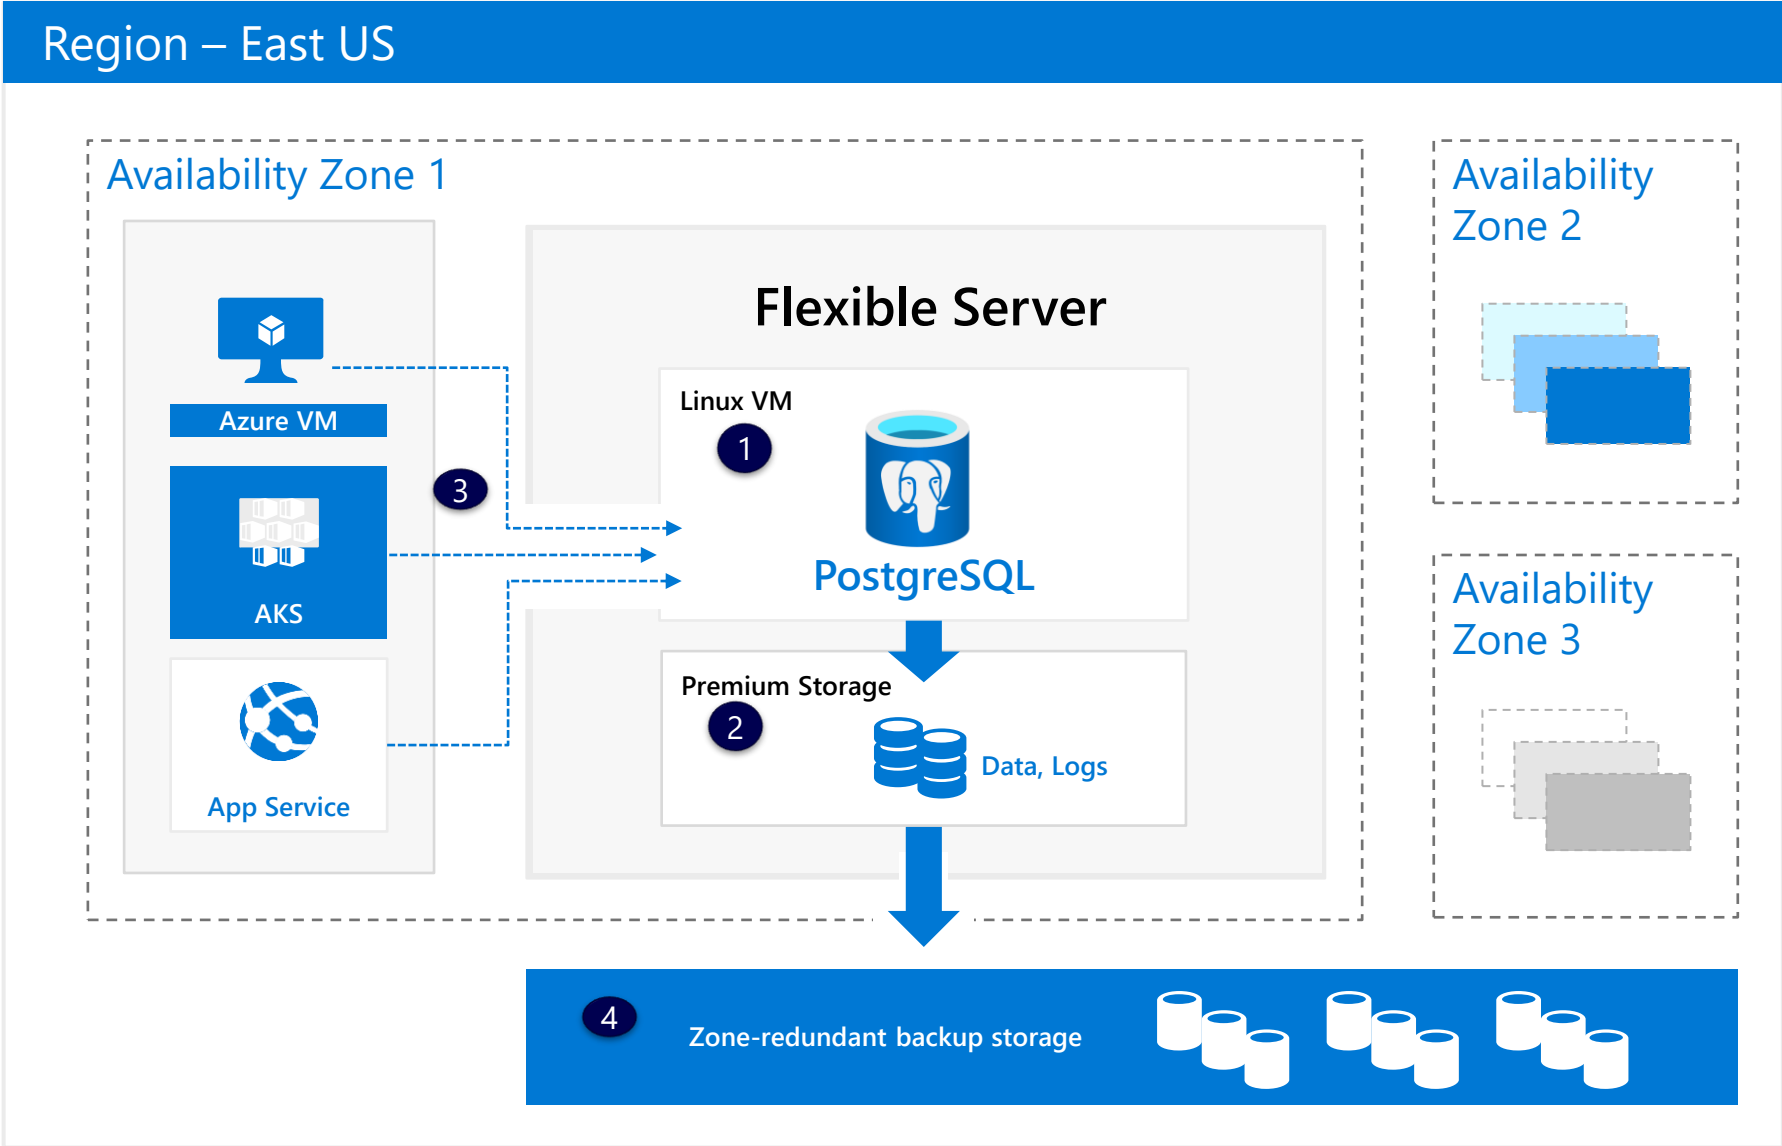 Region – East US
Availability Zone 1
Azure VM
AKS
App Service
3
Flexible Server
Linux VM
1
PostgreSQL
Premium Storage
2
Data, Logs
Availability
Zone 2
Availability
Zone 3
4
Zone-redundant backup storage